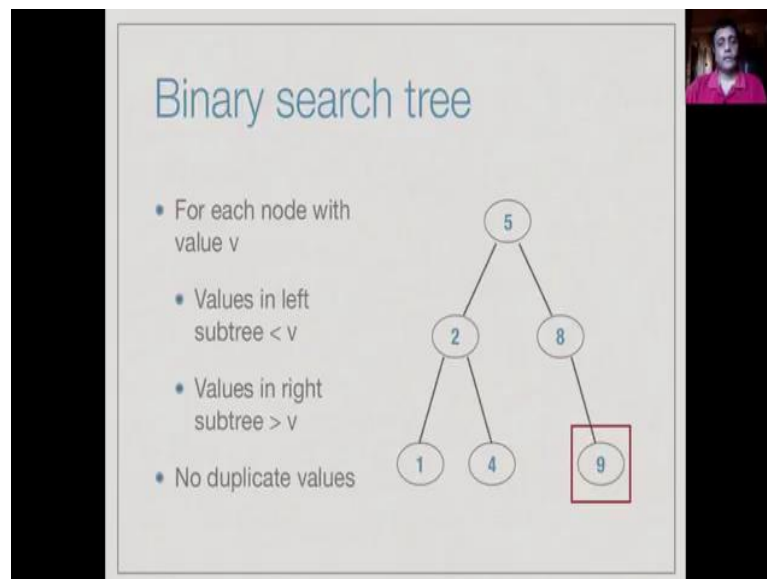 Binary search tree
• For each node with
value v
• Values in left
subtree < v
• Values in right
subtree > v
• No duplicate values
5
2 8
1 4 9